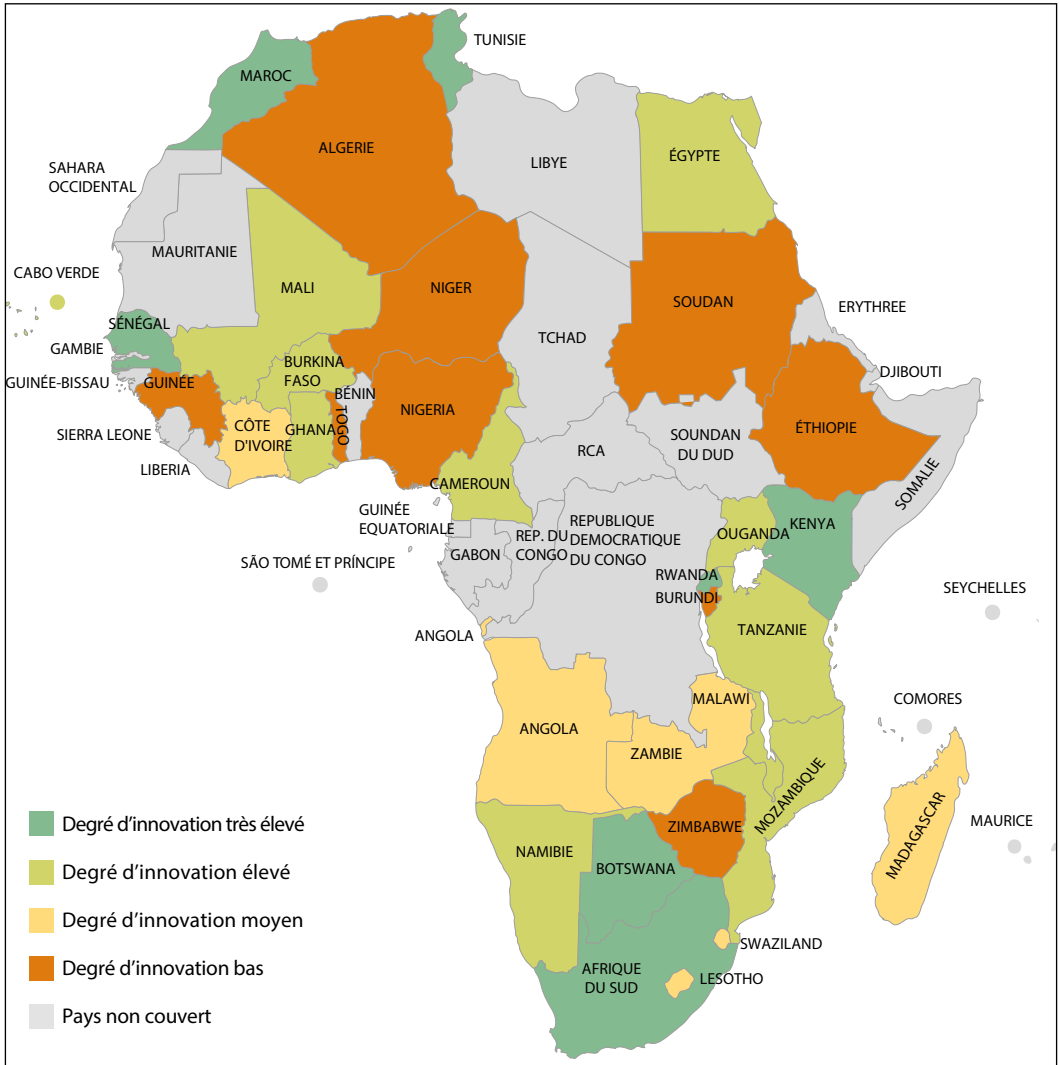 TUNISIE
MAROC
ALGERIE
LIBYE
ÉGYPTE
SAHARA
OCCIDENTAL
MAURITANIE
CABO VERDE
MALI
NIGER
SOUDAN
ERYTHREE
SÉNÉGAL
TCHAD
GAMBIE
BURKINA
FASO
DJIBOUTI
GUINÉE-BISSAU
GUINÉE
BÉNIN
NIGERIA
TOGO
CÔTE
D'IVOIRE
GHANA
ÉTHIOPIE
SIERRA LEONE
SOUNDAN
DU DUD
RCA
LIBERIA
SOMALIE
CAMEROUN
GUINÉE
EQUATORIALE
REP. DU
CONGO
REPUBLIQUE
DEMOCRATIQUE
DU CONGO
OUGANDA
KENYA
GABON
SÃO TOMÉ ET PRÍNCIPE
RWANDA
BURUNDI
SEYCHELLES
TANZANIE
ANGOLA
MALAWI
COMORES
ANGOLA
ZAMBIE
MOZAMBIQUE
MADAGASCAR
MAURICE
ZIMBABWE
NAMIBIE
BOTSWANA
SWAZILAND
AFRIQUE
DU SUD
LESOTHO
Degré d'innovation très élevé
Degré d'innovation élevé
Degré d'innovation moyen
Degré d'innovation bas
Pays non couvert